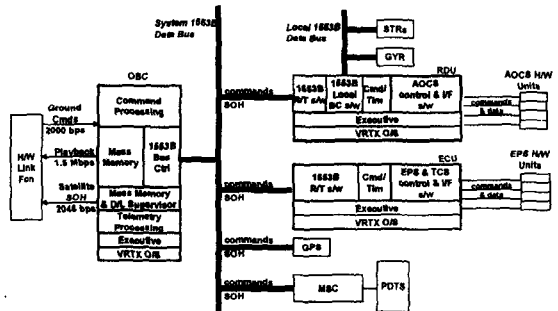 System 1553B
Data Bus
Local 1553B
Data Bus
STRs
GYR
OBC
RDU
Command
Processing
Mass
Memory
1553B
Bus
Ctrl
Mass Memory
& D/L Supervisor
Telemetry
Processing
Executive
VRTX O/S
Ground
Cmds
2000 bps
Playback
1.5 Mbps
Satellite
SOH
2048 bps
H/W
Link
Fcn
commands
SOH
1553B
R/T s/w
1553B
Local
BC s/w
Cmd/
Tlm
AOCS
control & I/F
s/w
Executive
VRTX O/S
AOCS H/W
Units
commands
& data
ECU
commands
SOH
1553B
R/T s/w
Cmd/
Tlm
EPS & TCS
control & I/F
s/w
Executive
VRTX O/S
EPS H/W
Units
commands
& data
commands
SOH
GPS
commands
SOH
MSC
PDTS